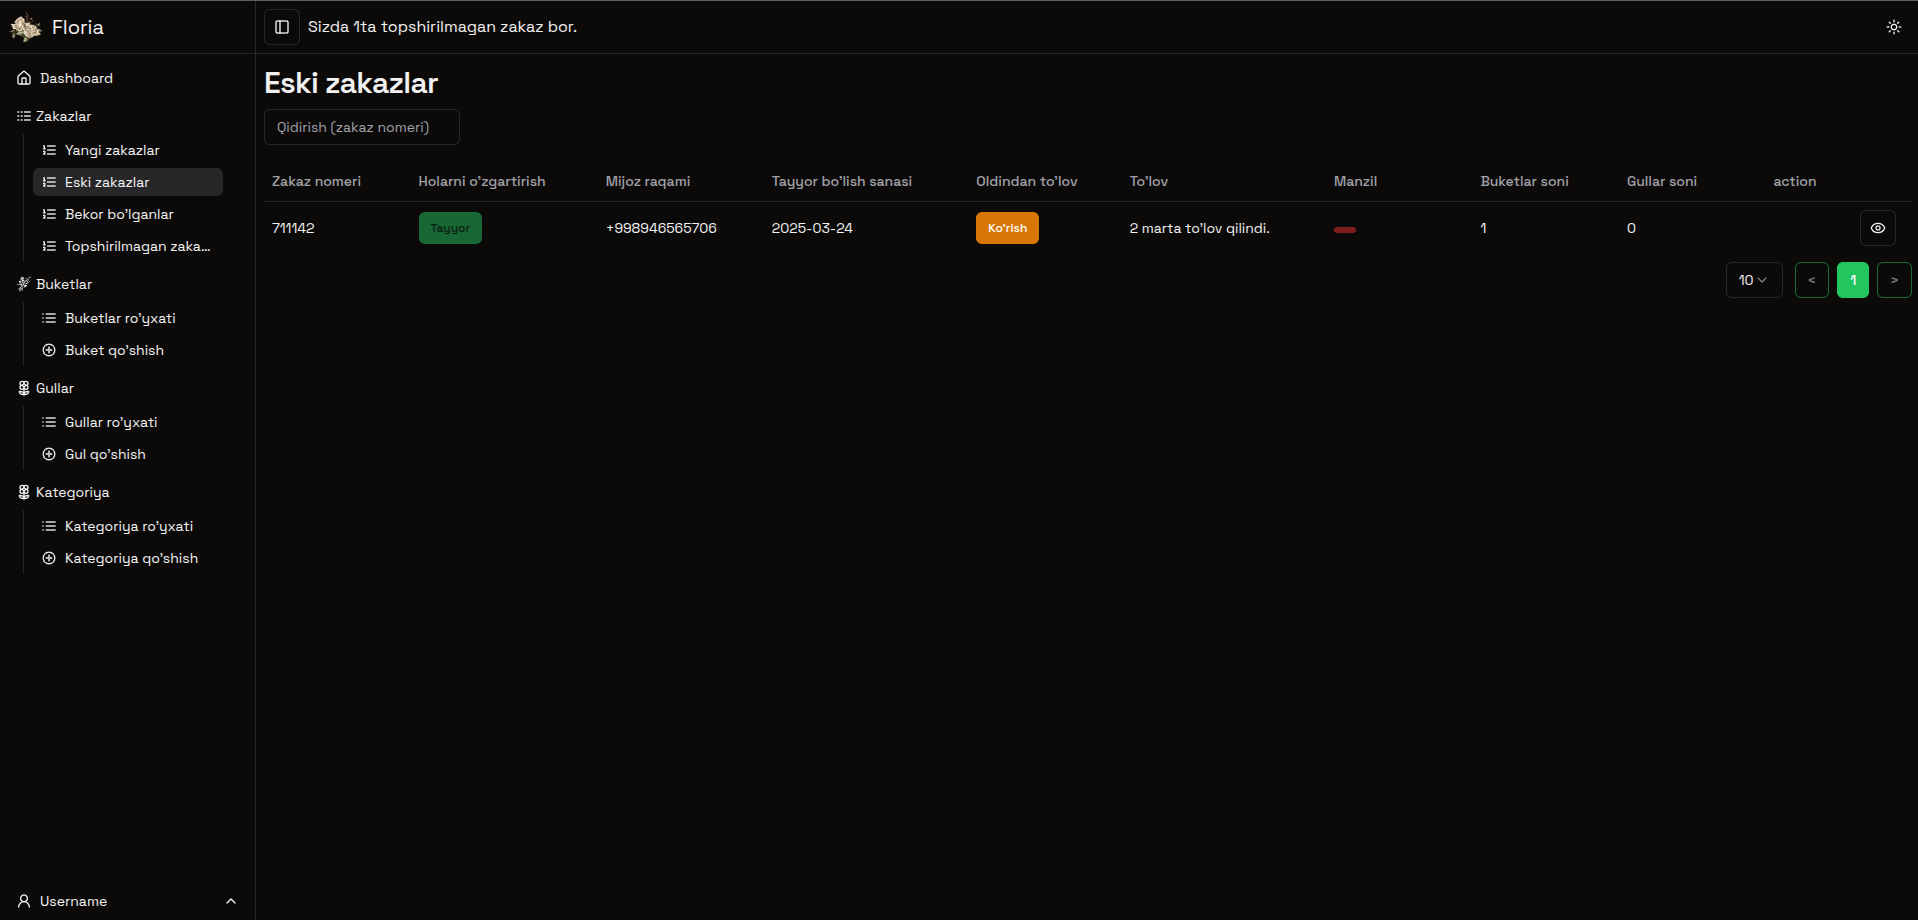 Floria
Sizda 1ta topshirilmagan zakaz bor.
Dashboard
Zakazlar
Yangi zakazlar
Eski zakazlar
Bekor bo'lganlar
Topshirilmagan zaka...
Buketlar
Buketlar ro'yxati
Buket qo'shish
Gullar
Gullar ro'yxati
Gul qo'shish
Kategoriya
Kategoriya ro'yxati
Kategoriya qo'shish
Username
Eski zakazlar
Qidirish (zakaz nomeri)
Zakaz nomeri Holarni o'zgartirish Mijoz raqami Tayyor bo'lish sanasi Oldindan to'lov To'lov Manzil Buketlar soni Gullar soni action
711142 Tayyor +998946565706 2025-03-24 Ko'rish 2 marta to'lov qilindi. 1 0
10 < 1 >